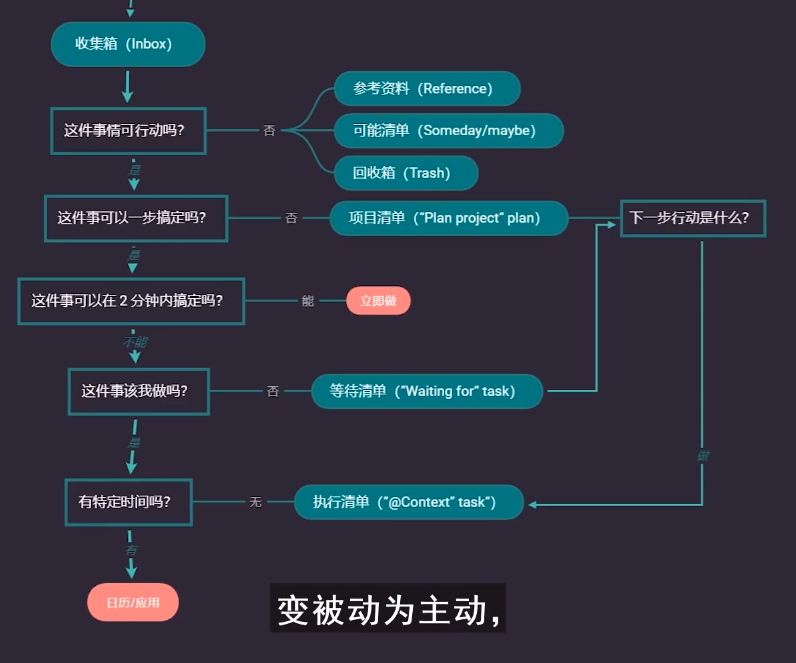 收集箱（Inbox）
这件事情可行动吗？
否
参考资料（Reference）
可能清单（Someday/maybe）
回收箱（Trash）
是
这件事可以一步搞定吗？
否
项目清单（“Plan project” plan）
下一步行动是什么？
是
这件事可以在 2 分钟内搞定吗？
能
立即做
不能
这件事该我做吗？
否
等待清单（“Waiting for” task）
是
做
有特定时间吗？
无
执行清单（“@Context” task“）
有
日历/应用
变被动为主动，